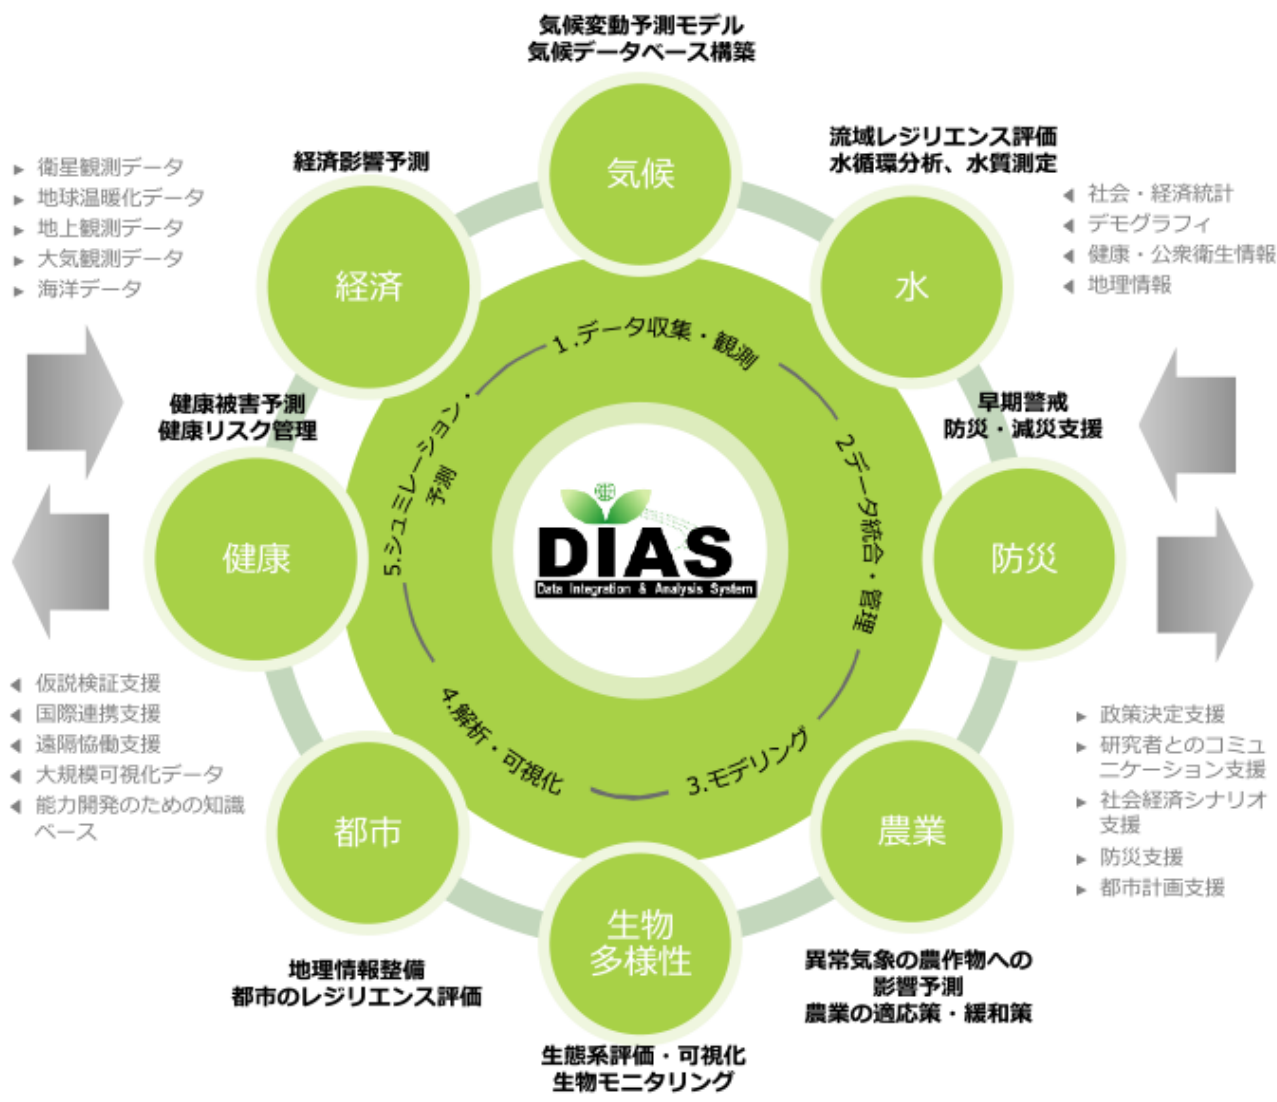 気候変動予測モデル
気候データベース構築
気候
流域レジリエンス評価
水循環分析、水質測定
水
経済影響予測
経済
▶ 衛星観測データ
▶ 地球温暖化データ
▶ 地上観測データ
▶ 大気観測データ
▶ 海洋データ
◀ 社会・経済統計
◀ デモグラフィ
◀ 健康・公衆衛生情報
◀ 地理情報
1.データ収集・観測
2データ統合・管理
3.モデリング
4.解析・可視化
5.シュミレーション・
予測
健康被害予測
健康リスク管理
健康
早期警戒
防災・減災支援
防災
DIAS
Data Integration & Analysis System
◀ 仮説検証支援
◀ 国際連携支援
◀ 遠隔協働支援
◀ 大規模可視化データ
◀ 能力開発のための知識
ベース
▶ 政策決定支援
▶ 研究者とのコミュ
ニケーション支援
▶ 社会経済シナリオ
支援
▶ 防災支援
▶ 都市計画支援
都市
地理情報整備
都市のレジリエンス評価
農業
異常気象の農作物への
影響予測
農業の適応策・緩和策
生物
多様性
生態系評価・可視化
生物モニタリング